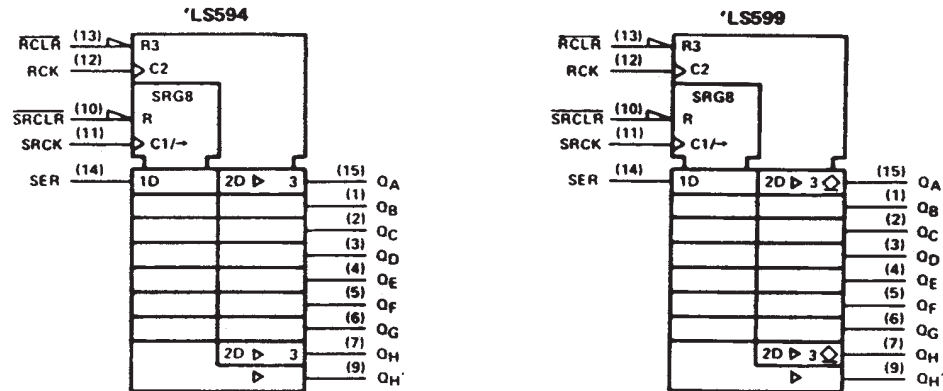 'LS594
RCLR (13) R3
RCK (12) C2
SRG8
SRCLR (10) R
SRCK (11) C1/→
SER (14) 1D 2D ▷ 3 (15) QA
(1) QB
(2) QC
(3) QD
(4) QE
(5) QF
(6) QG
2D ▷ 3 (7) QH
▷ (9) QH'
'LS599
RCLR (13) R3
RCK (12) C2
SRG8
SRCLR (10) R
SRCK (11) C1/→
SER (14) 1D 2D ▷ 3 (15) QA
(1) QB
(2) QC
(3) QD
(4) QE
(5) QF
(6) QG
2D ▷ 3 (7) QH
▷ (9) QH'